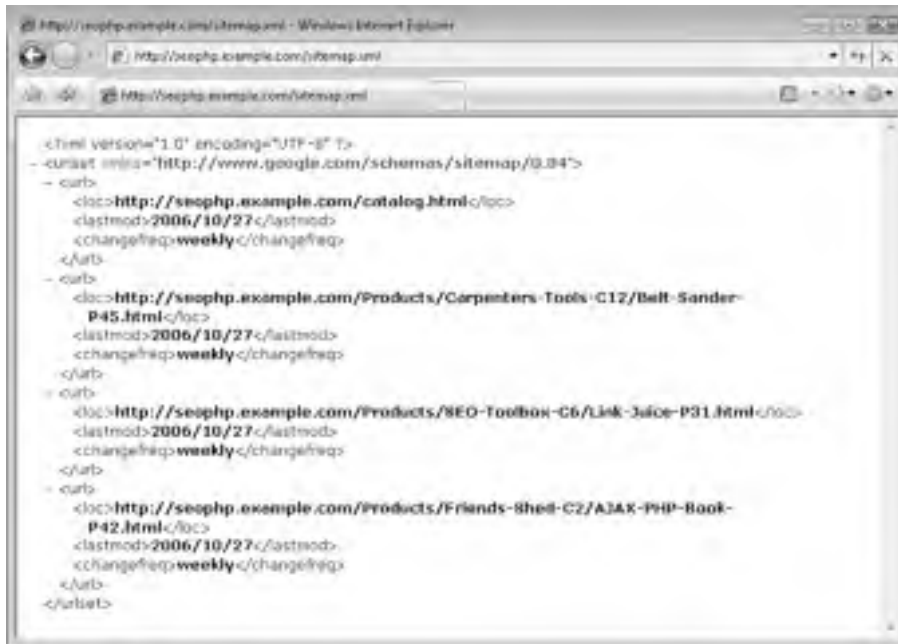 http://seophp.example.com/sitemap.xml - Windows Internet Explorer
http://seophp.example.com/sitemap.xml
http://seophp.example.com/sitemap.xml
<?xml version="1.0" encoding="UTF-8" ?>
- <urlset xmlns="http://www.google.com/schemas/sitemap/0.84">
- <url>
<loc>http://seophp.example.com/catalog.html</loc>
<lastmod>2006/10/27</lastmod>
<changefreq>weekly</changefreq>
</url>
- <url>
<loc>http://seophp.example.com/Products/Carpenters-Tools-C12/Belt-Sander-
P45.html</loc>
<lastmod>2006/10/27</lastmod>
<changefreq>weekly</changefreq>
</url>
- <url>
<loc>http://seophp.example.com/Products/SEO-Toolbox-C6/Link-Juice-P31.html</loc>
<lastmod>2006/10/27</lastmod>
<changefreq>weekly</changefreq>
</url>
- <url>
<loc>http://seophp.example.com/Products/Friends-Shed-C2/AJAX-PHP-Book-
P42.html</loc>
<lastmod>2006/10/27</lastmod>
<changefreq>weekly</changefreq>
</url>
</urlset>